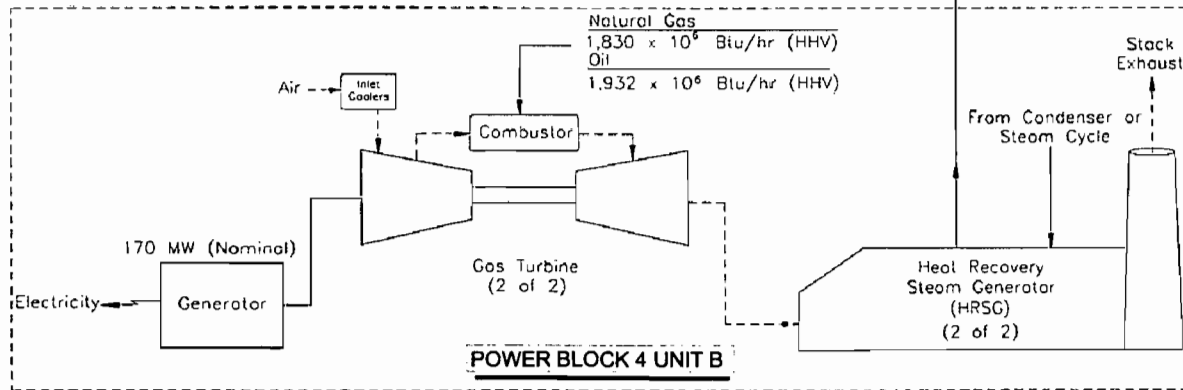 Natural Gas
1,830 x 10⁶ Btu/hr (HHV)
Oil
1,932 x 10⁶ Btu/hr (HHV)
Stack
Exhaust
Air
Inlet
Coolers
Combustor
From Condenser or
Steam Cycle
170 MW (Nominal)
Gas Turbine
(2 of 2)
Heat Recovery
Steam Generator
(HRSG)
(2 of 2)
Electricity
Generator
POWER BLOCK 4 UNIT B